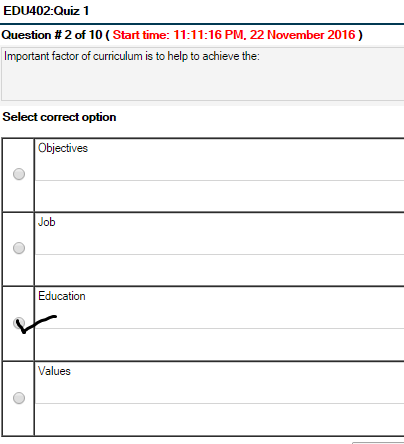 EDU402:Quiz 1
Question # 2 of 10 ( Start time: 11:11:16 PM, 22 November 2016 )
Important factor of curriculum is to help to achieve the:
Select correct option
Objectives
Job
Education
Values